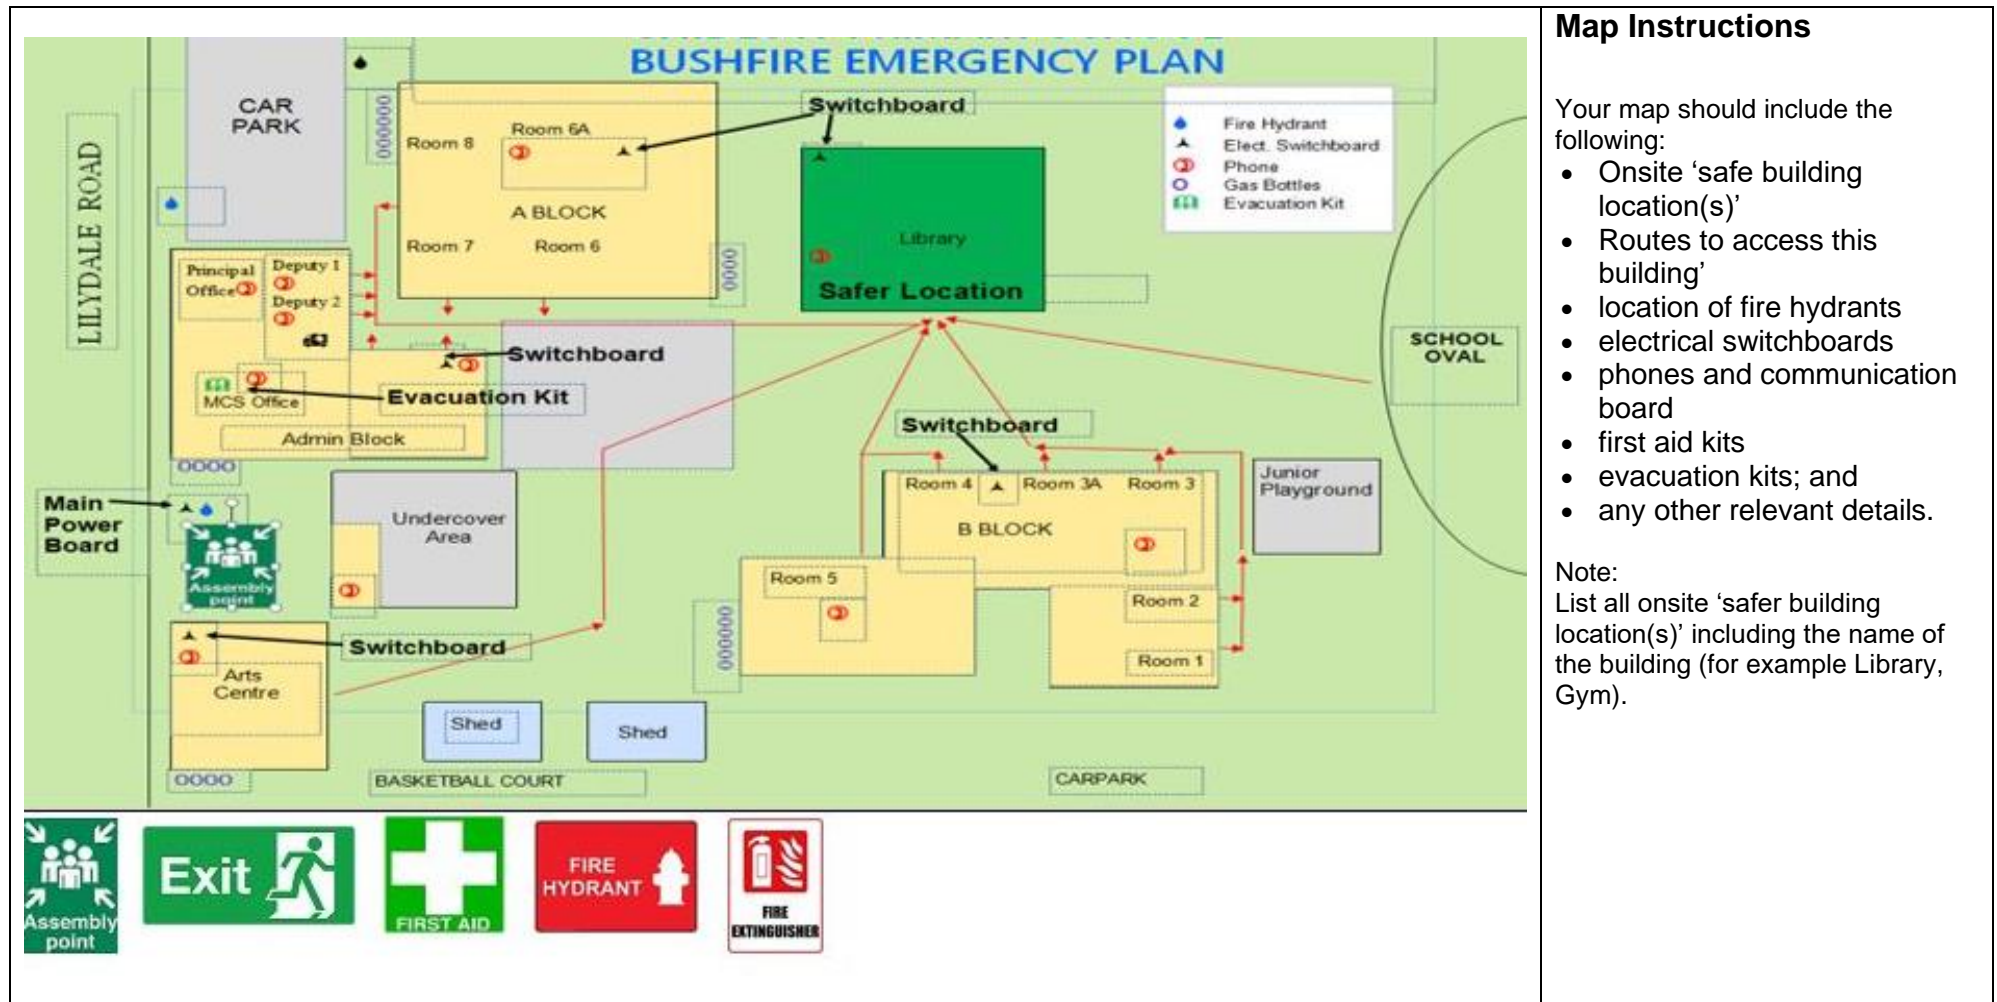 BUSHFIRE EMERGENCY PLAN
CAR
PARK
LILYDALE ROAD
000000
Room 8
Room 6A
A BLOCK
Room 7
Room 6
0000
Switchboard
Library
Safer Location
Fire Hydrant
Elect. Switchboard
Phone
Gas Bottles
Evacuation Kit
SCHOOL
OVAL
Principal
Office
Deputy 1
Deputy 2
MCS Office
Admin Block
0000
Switchboard
Evacuation Kit
Main
Power
Board
Assembly
point
Undercover
Area
Switchboard
Arts
Centre
0000
Shed
Shed
BASKETBALL COURT
CARPARK
Switchboard
Room 4
Room 3A
Room 3
B BLOCK
Room 5
000000
Room 2
Room 1
Junior
Playground
Assembly
point
Exit
FIRST AID
FIRE
HYDRANT
FIRE
EXTINGUISHER
Map Instructions
Your map should include the
following:
• Onsite ‘safe building
location(s)’
• Routes to access this
building’
• location of fire hydrants
• electrical switchboards
• phones and communication
board
• first aid kits
• evacuation kits; and
• any other relevant details.
Note:
List all onsite ‘safer building
location(s)’ including the name of
the building (for example Library,
Gym).